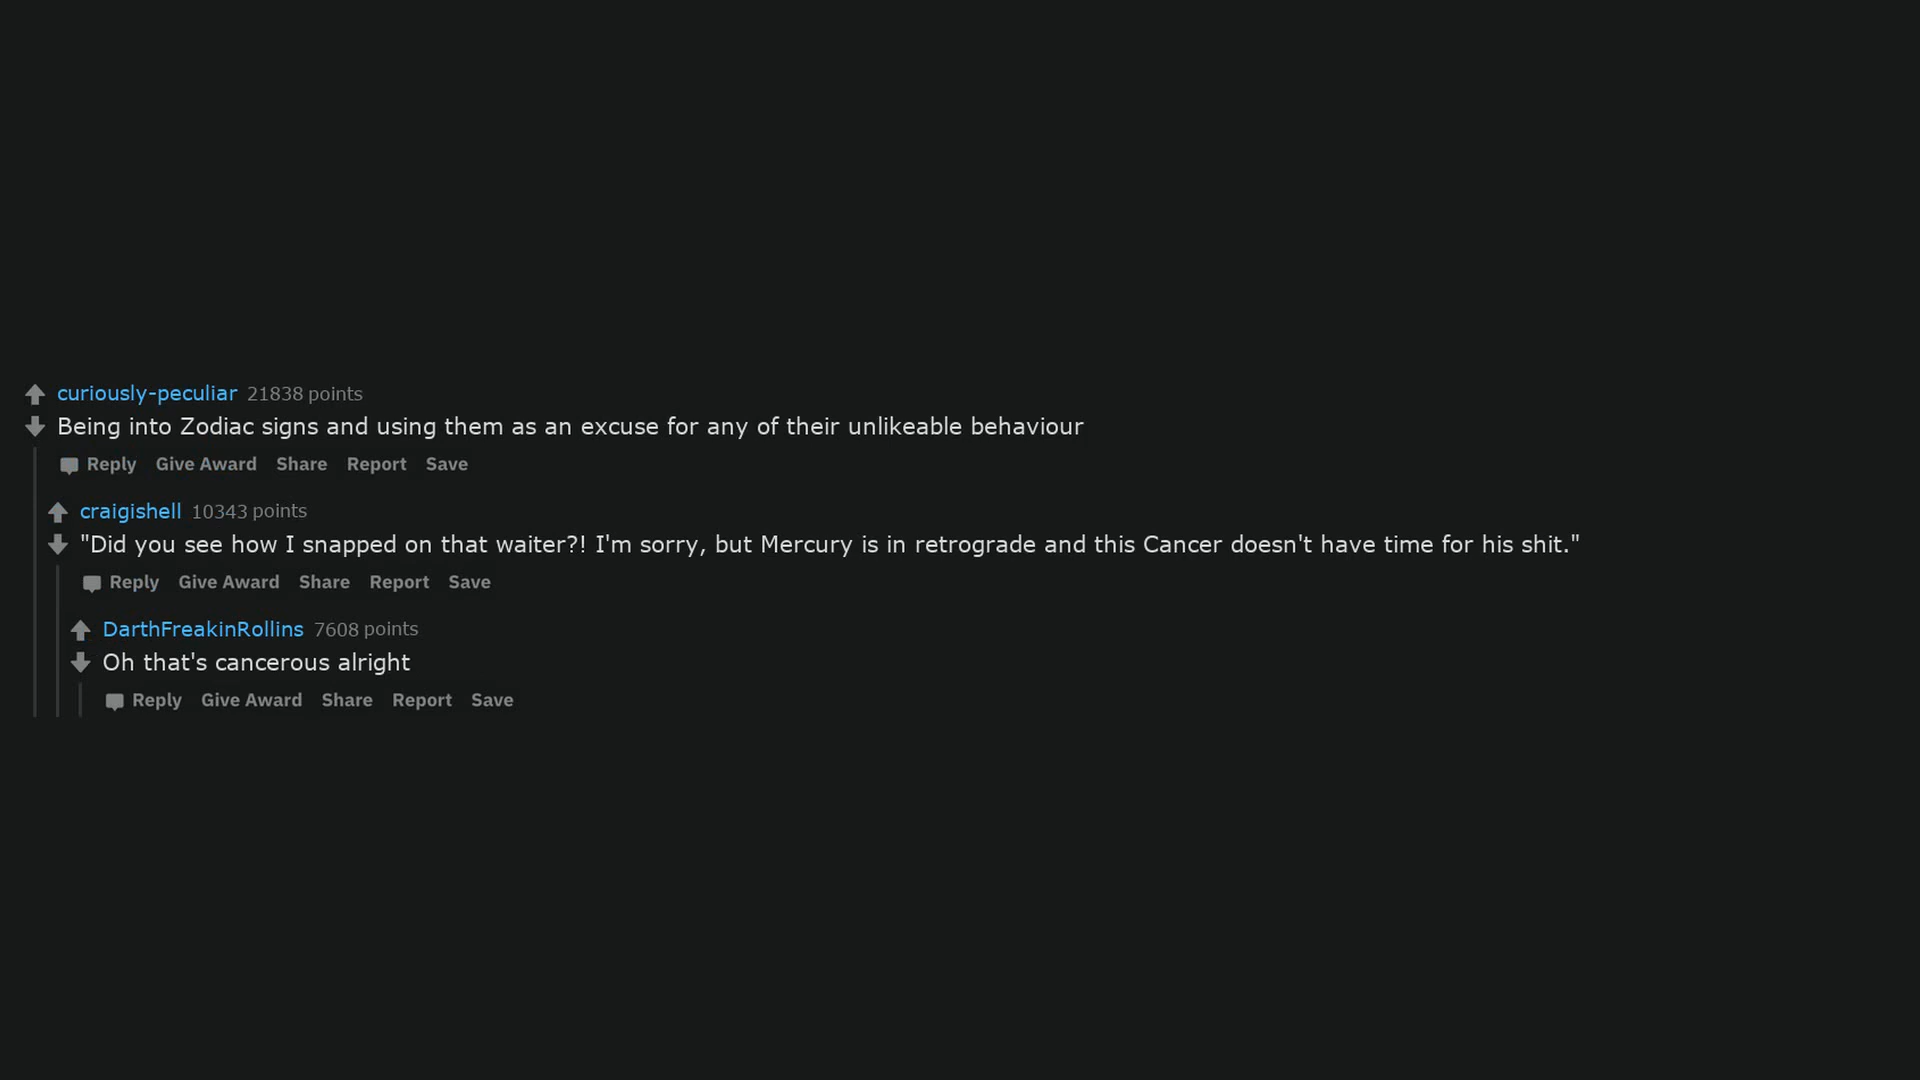 curiously-peculiar 21838 points
Being into Zodiac signs and using them as an excuse for any of their unlikeable behaviour
Reply Give Award Share Report Save
craigishell 10343 points
"Did you see how I snapped on that waiter?! I'm sorry, but Mercury is in retrograde and this Cancer doesn't have time for his shit."
Reply Give Award Share Report Save
DarthFreakinRollins 7608 points
Oh that's cancerous alright
Reply Give Award Share Report Save